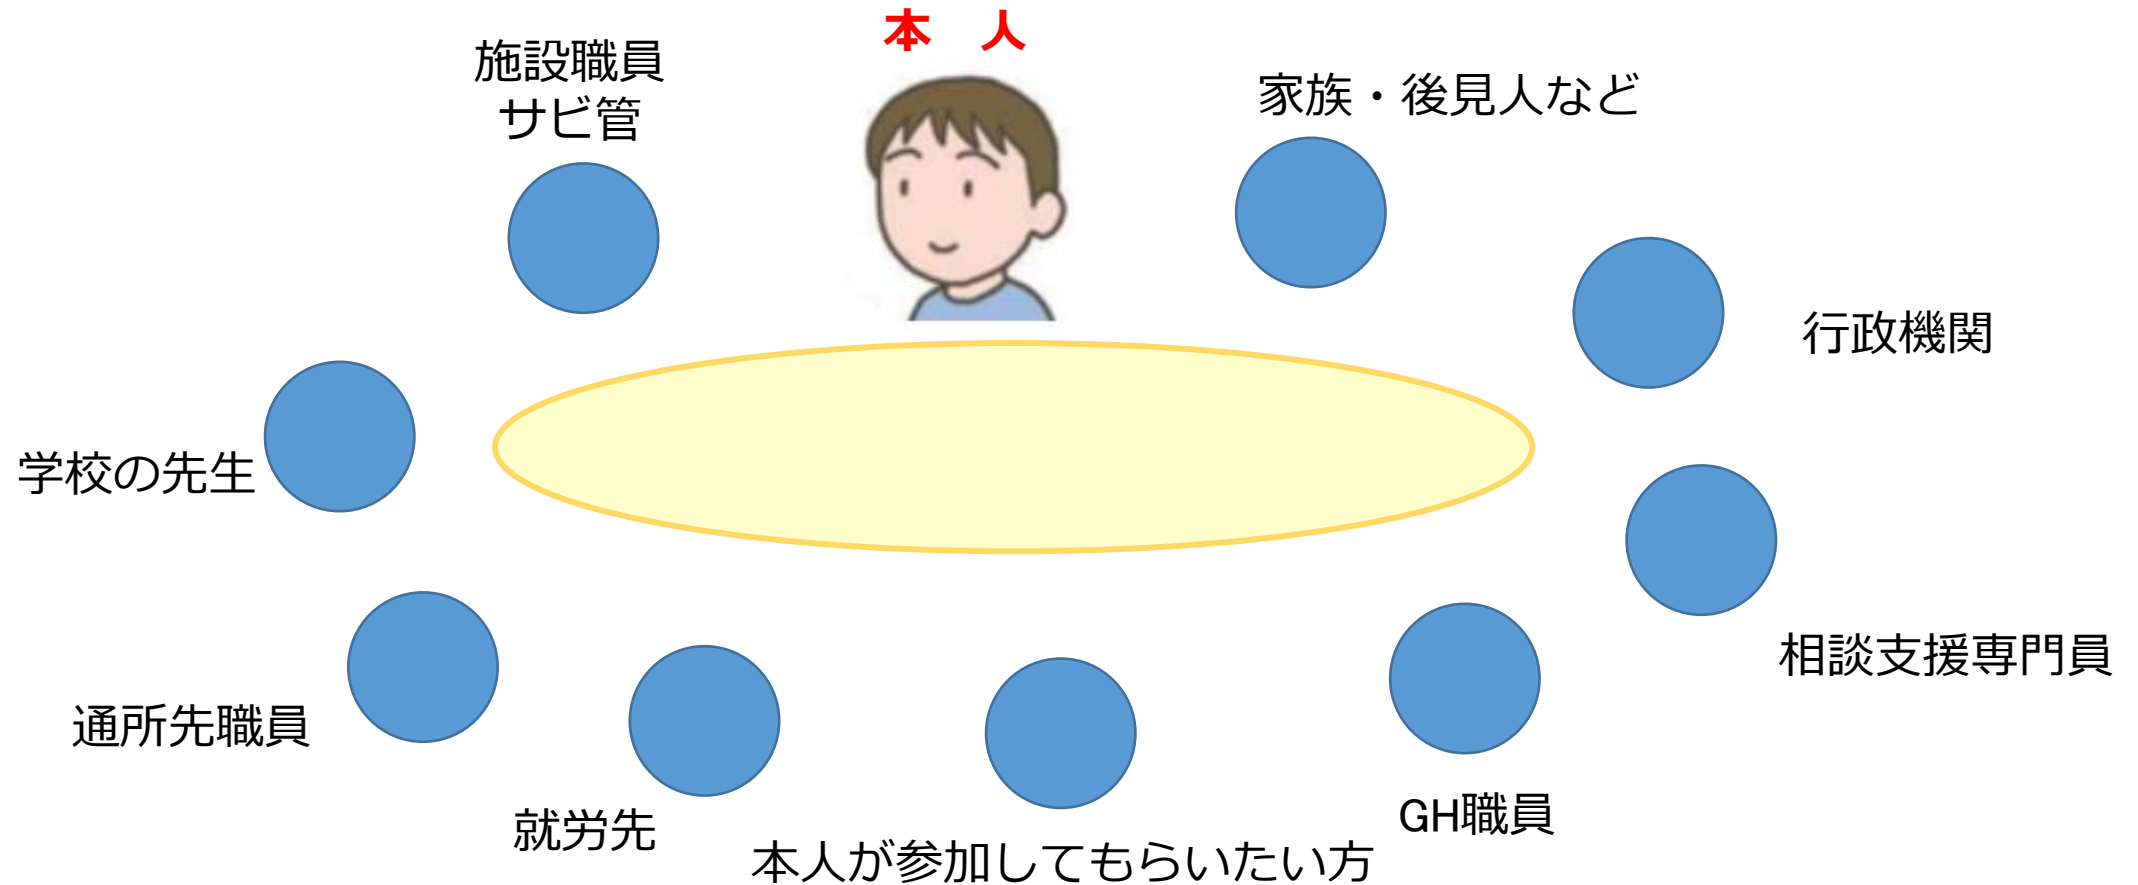 本　人
施設職員
サビ管
家族・後見人など
行政機関
学校の先生
相談支援専門員
通所先職員
GH職員
就労先
本人が参加してもらいたい方